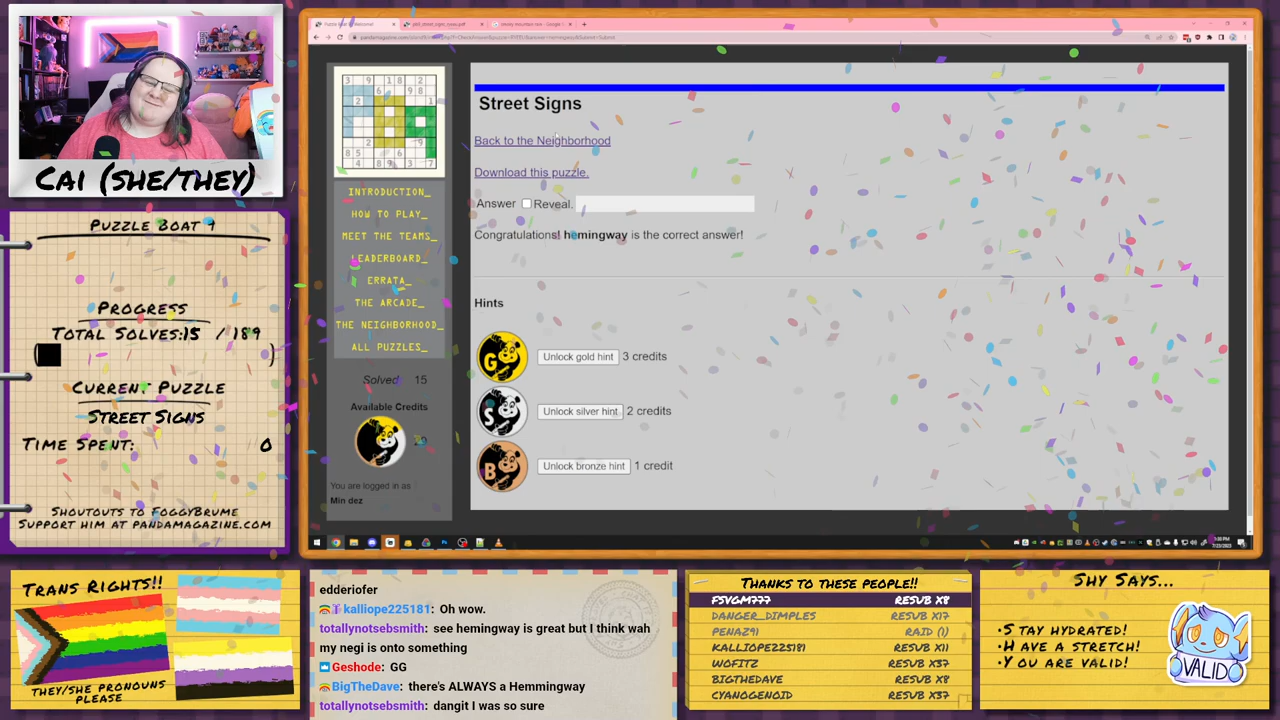 Cai (she/they)
Puzzle Boat 9
Progress
Total Solves:15 / 189
Current Puzzle
Street Signs
Time Spent: 0
Shoutouts to FoggyBrume
Support him at pandamagazine.com
Introduction_
How to Play_
Meet the Teams_
Leaderboard_
Errata_
The Arcade_
The Neighborhood_
All Puzzles_
Solved: 15
Available Credits
You are logged in as
Min dez
Street Signs
Back to the Neighborhood
Download this puzzle.
Answer Reveal.
Congratulations! hemingway is the correct answer!
Hints
G Unlock gold hint 3 credits
S Unlock silver hint 2 credits
B Unlock bronze hint 1 credit
Trans Rights!!
They/She pronouns
please
edderiofer
kalliope225181: Oh wow.
totallynotsebsmith: see hemingway is great but I think wah
my negi is onto something
Geshode: GG
BigTheDave: there's ALWAYS a Hemmingway
totallynotsebsmith: dangit I was so sure
Thanks to these people!!
fsvgm777 Resub x8
danger_dimples Resub x17
penaz91 Raid (1)
kalliope225181 Resub x11
wofitz Resub x37
bigthedave Resub x8
cyanogenoid Resub x37
Shy Says...
•Stay hydrated!
•Have a stretch!
•You are valid!
VALID